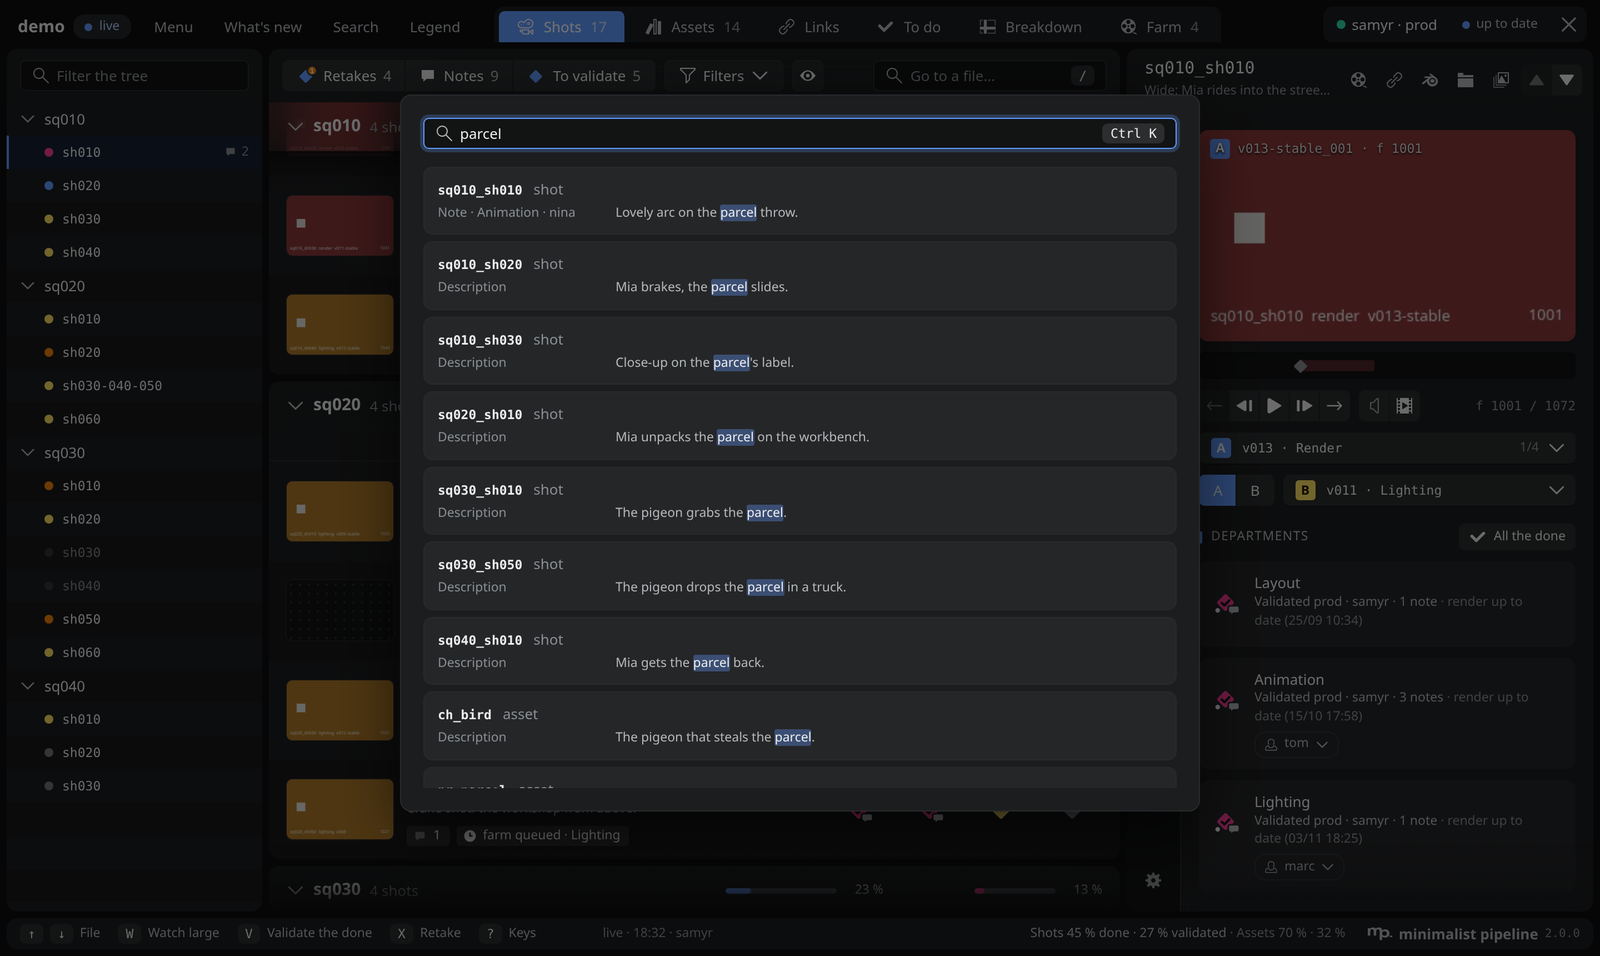 demo live Menu What's new Search Legend Shots 17 Assets 14 Links To do Breakdown Farm 4 samyr · prod up to date
Filter the tree
Retakes 4 Notes 9 To validate 5 Filters Go to a file... /
sq010_sh010
Wide: Mia rides into the stree...
sq010
sh010 2
sh020
sh030
sh040
sq020
sh010
sh020
sh030-040-050
sh060
sq030
sh010
sh020
sh030
sh040
sh050
sh060
sq040
sh010
sh020
sh030
sq010 4 sho
sq020 4 sho
parcel Ctrl K
sq010_sh010 shot
Note · Animation · nina Lovely arc on the parcel throw.
sq010_sh020 shot
Description Mia brakes, the parcel slides.
sq010_sh030 shot
Description Close-up on the parcel's label.
sq020_sh010 shot
Description Mia unpacks the parcel on the workbench.
sq030_sh010 shot
Description The pigeon grabs the parcel.
sq030_sh050 shot
Description The pigeon drops the parcel in a truck.
sq040_sh010 shot
Description Mia gets the parcel back.
ch_bird asset
Description The pigeon that steals the parcel.
1 farm queued · Lighting
sq030 4 shots 23 % 13 %
A v013-stable_001 · f 1001
sq010_sh010 render v013-stable 1001
f 1001 / 1072
A v013 · Render 1/4
A B B v011 · Lighting
DEPARTMENTS All the done
Layout
Validated prod · samyr · 1 note · render up to
date (25/09 10:34)
Animation
Validated prod · samyr · 3 notes · render up to
date (15/10 17:58)
tom
Lighting
Validated prod · samyr · 1 note · render up to
date (03/11 18:25)
marc
↑ ↓ File W Watch large V Validate the done X Retake ? Keys live · 18:32 · samyr Shots 45 % done · 27 % validated · Assets 70 % · 32 % mp. minimalist pipeline 2.0.0